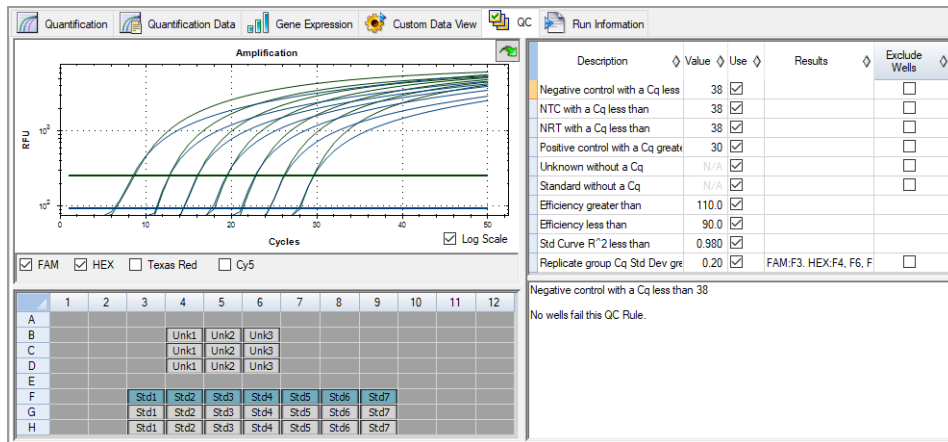 Quantification Quantification Data Gene Expression Custom Data View QC Run Information
Amplification
RFU
10³
10²
0 10 20 30 40 50
Cycles
Log Scale
FAM HEX Texas Red Cy5
1 2 3 4 5 6 7 8 9 10 11 12
A
B Unk1 Unk2 Unk3
C Unk1 Unk2 Unk3
D Unk1 Unk2 Unk3
E
F Std1 Std2 Std3 Std4 Std5 Std6 Std7
G Std1 Std2 Std3 Std4 Std5 Std6 Std7
H Std1 Std2 Std3 Std4 Std5 Std6 Std7
Description Value Use Results Exclude
Wells
Negative control with a Cq less 38
NTC with a Cq less than 38
NRT with a Cq less than 38
Positive control with a Cq greate 30
Unknown without a Cq N/A
Standard without a Cq N/A
Efficiency greater than 110.0
Efficiency less than 90.0
Std Curve R^2 less than 0.980
Replicate group Cq Std Dev gre 0.20 FAM:F3. HEX:F4, F6, F
Negative control with a Cq less than 38
No wells fail this QC Rule.